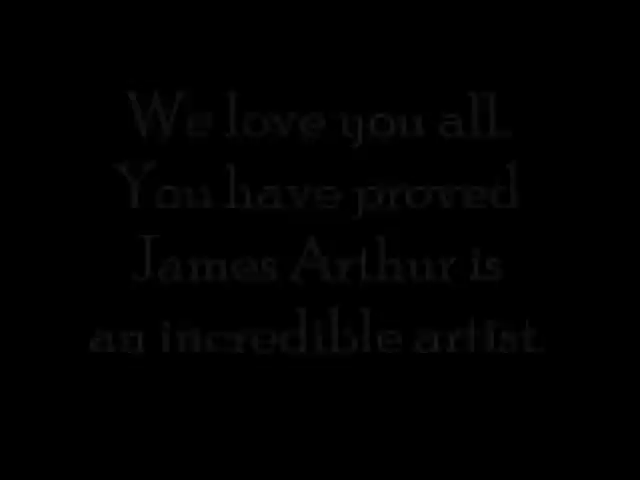 We love you all.
You have proved
James Arthur is
an incredible artist.